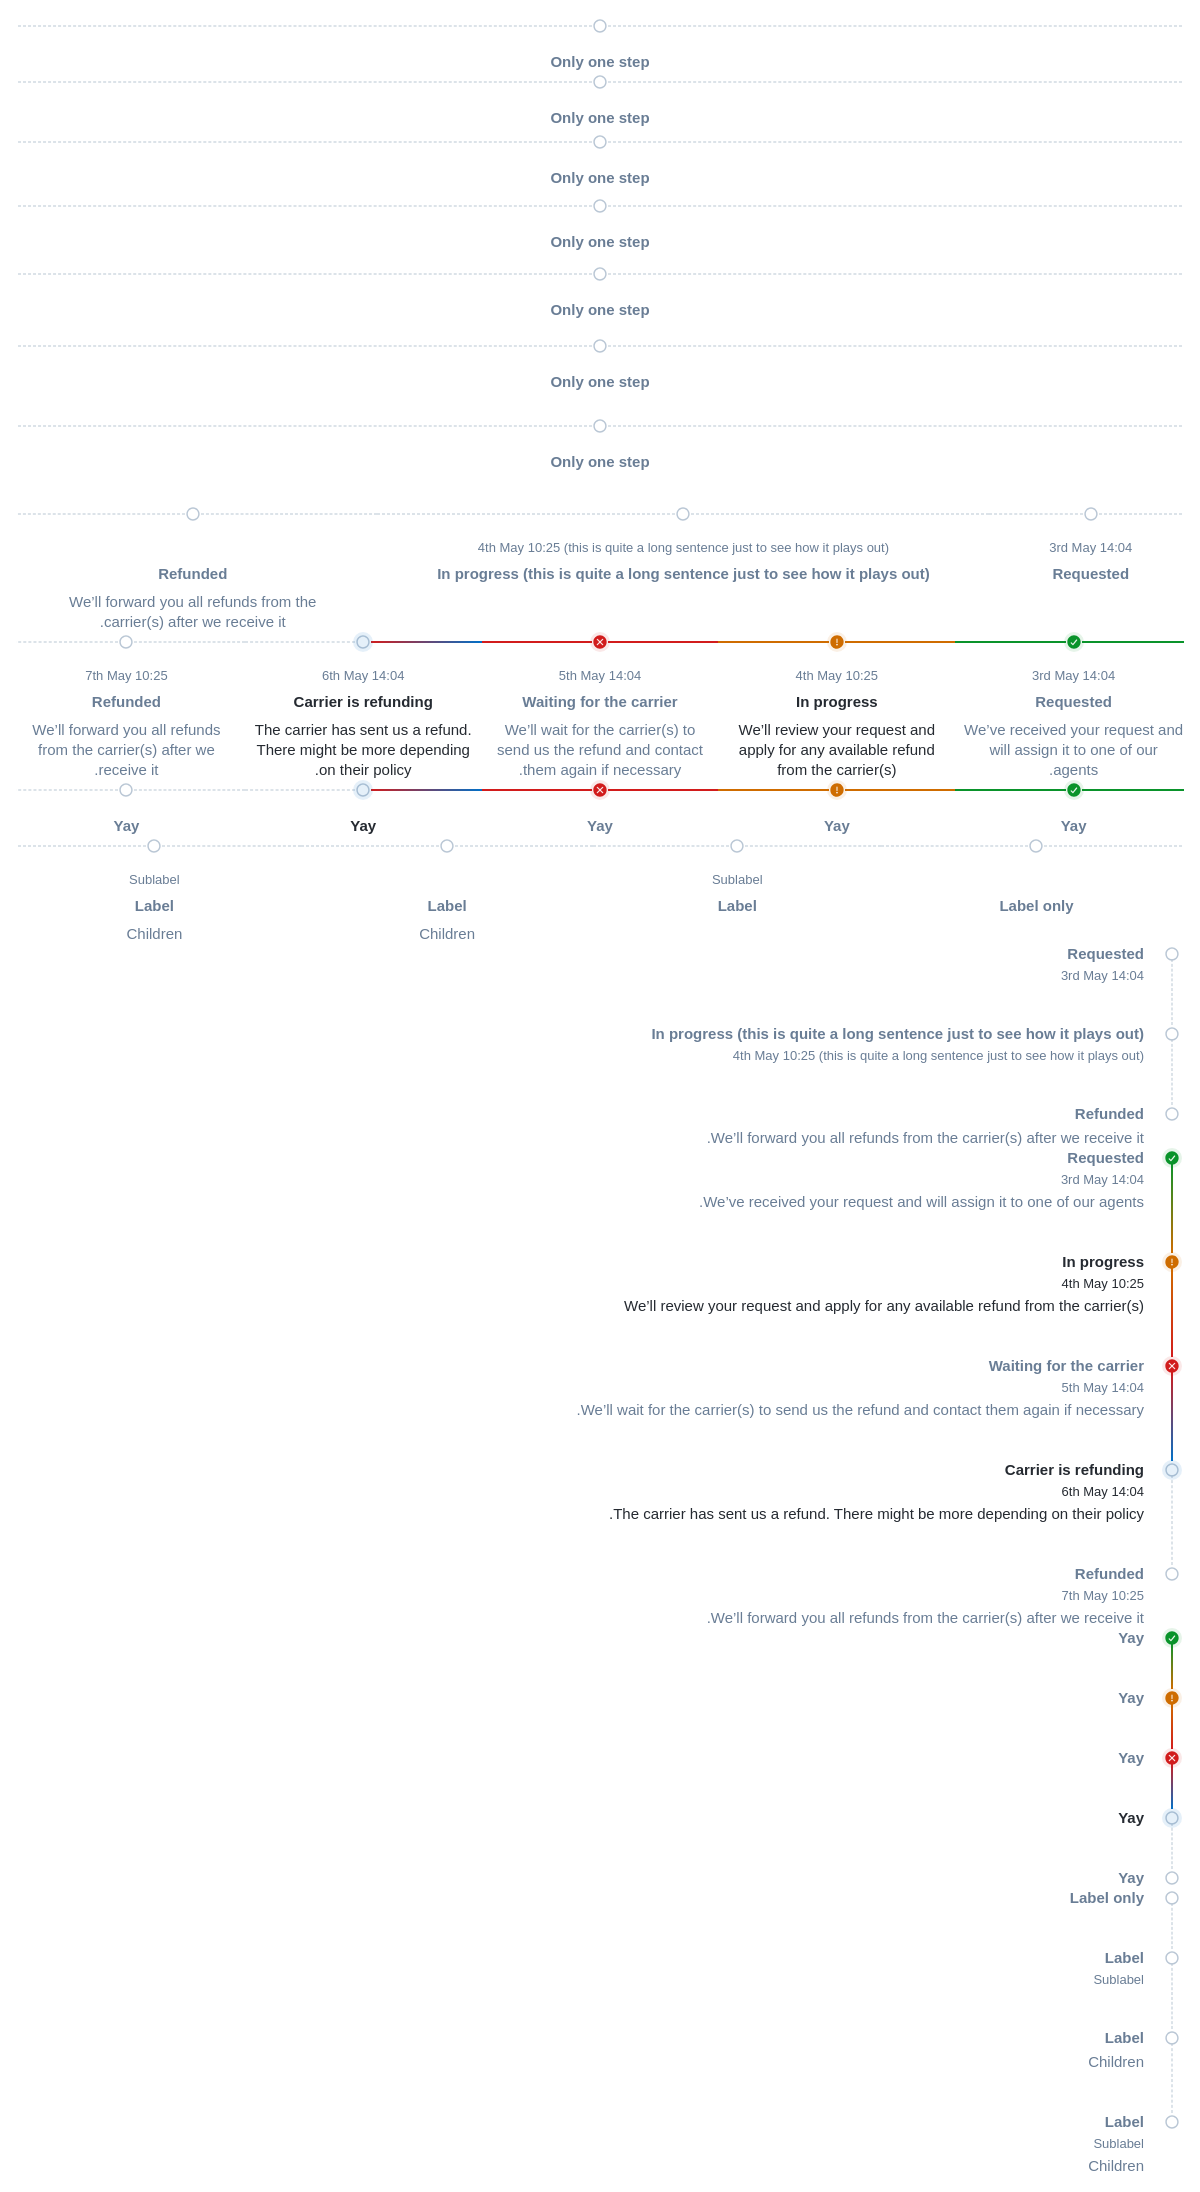 Only one step
Only one step
Only one step
Only one step
Only one step
Only one step
Only one step
4th May 10:25 (this is quite a long sentence just to see how it plays out)
3rd May 14:04
Refunded
In progress (this is quite a long sentence just to see how it plays out)
Requested
We’ll forward you all refunds from the
.carrier(s) after we receive it
7th May 10:25
6th May 14:04
5th May 14:04
4th May 10:25
3rd May 14:04
Refunded
Carrier is refunding
Waiting for the carrier
In progress
Requested
We’ll forward you all refunds
from the carrier(s) after we
.receive it
The carrier has sent us a refund.
There might be more depending
.on their policy
We’ll wait for the carrier(s) to
send us the refund and contact
.them again if necessary
We’ll review your request and
apply for any available refund
from the carrier(s)
We’ve received your request and
will assign it to one of our
.agents
Yay
Yay
Yay
Yay
Yay
Sublabel
Label
Children
Label
Children
Sublabel
Label
Label only
Requested
3rd May 14:04
In progress (this is quite a long sentence just to see how it plays out)
4th May 10:25 (this is quite a long sentence just to see how it plays out)
Refunded
.We’ll forward you all refunds from the carrier(s) after we receive it
Requested
3rd May 14:04
.We’ve received your request and will assign it to one of our agents
In progress
4th May 10:25
We’ll review your request and apply for any available refund from the carrier(s)
Waiting for the carrier
5th May 14:04
.We’ll wait for the carrier(s) to send us the refund and contact them again if necessary
Carrier is refunding
6th May 14:04
.The carrier has sent us a refund. There might be more depending on their policy
Refunded
7th May 10:25
.We’ll forward you all refunds from the carrier(s) after we receive it
Yay
Yay
Yay
Yay
Yay
Label only
Label
Sublabel
Label
Children
Label
Sublabel
Children